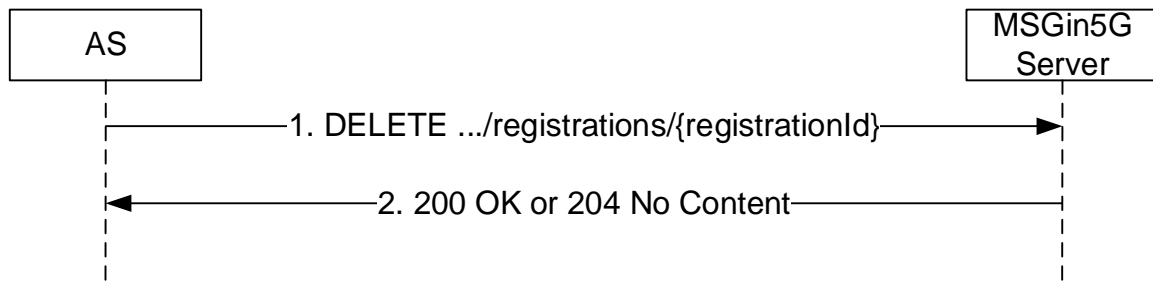 AS
MSGin5G
Server
1. DELETE .../registrations/{registrationId}
2. 200 OK or 204 No Content